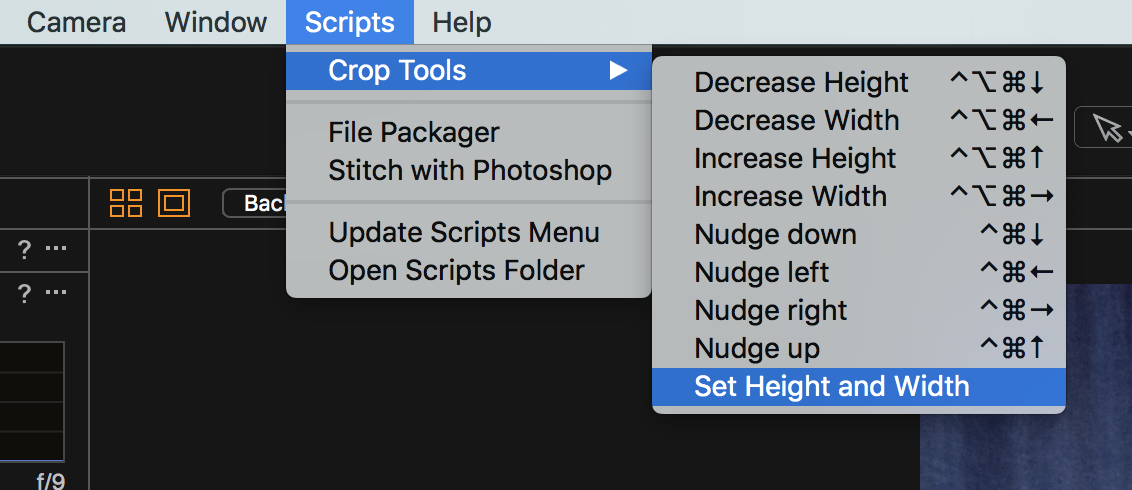 Camera Window Scripts Help
Crop Tools ▶
File Packager
Stitch with Photoshop
Update Scripts Menu
Open Scripts Folder
Decrease Height ^⌥⌘↓
Decrease Width ^⌥⌘←
Increase Height ^⌥⌘↑
Increase Width ^⌥⌘→
Nudge down ^⌘↓
Nudge left ^⌘←
Nudge right ^⌘→
Nudge up ^⌘↑
Set Height and Width
Back
? ···
? ···
f/9